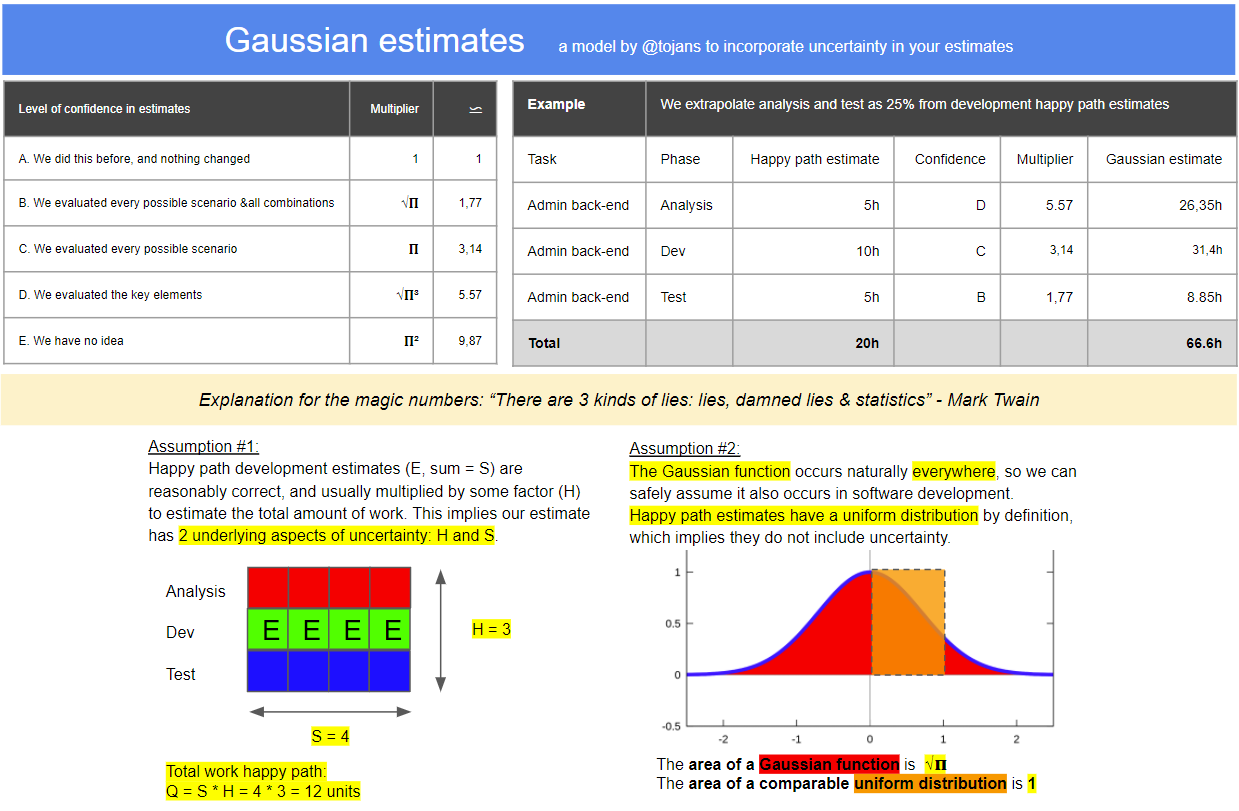 Gaussian estimates a model by @tojans to incorporate uncertainty in your estimates
Level of confidence in estimates Multiplier ∽
A. We did this before, and nothing changed 1 1
B. We evaluated every possible scenario &all combinations √Π 1,77
C. We evaluated every possible scenario Π 3,14
D. We evaluated the key elements √Π³ 5.57
E. We have no idea Π² 9,87
Example We extrapolate analysis and test as 25% from development happy path estimates
Task Phase Happy path estimate Confidence Multiplier Gaussian estimate
Admin back-end Analysis 5h D 5.57 26,35h
Admin back-end Dev 10h C 3,14 31,4h
Admin back-end Test 5h B 1,77 8.85h
Total 20h 66.6h
Explanation for the magic numbers: “There are 3 kinds of lies: lies, damned lies & statistics” - Mark Twain
Assumption #1:
Happy path development estimates (E, sum = S) are
reasonably correct, and usually multiplied by some factor (H)
to estimate the total amount of work. This implies our estimate
has 2 underlying aspects of uncertainty: H and S.
Analysis
Dev E E E E
Test
H = 3
S = 4
Total work happy path:
Q = S * H = 4 * 3 = 12 units
Assumption #2:
The Gaussian function occurs naturally everywhere, so we can
safely assume it also occurs in software development.
Happy path estimates have a uniform distribution by definition,
which implies they do not include uncertainty.
1
0.5
0
-0.5
-2 -1 0 1 2
The area of a Gaussian function is √Π
The area of a comparable uniform distribution is 1